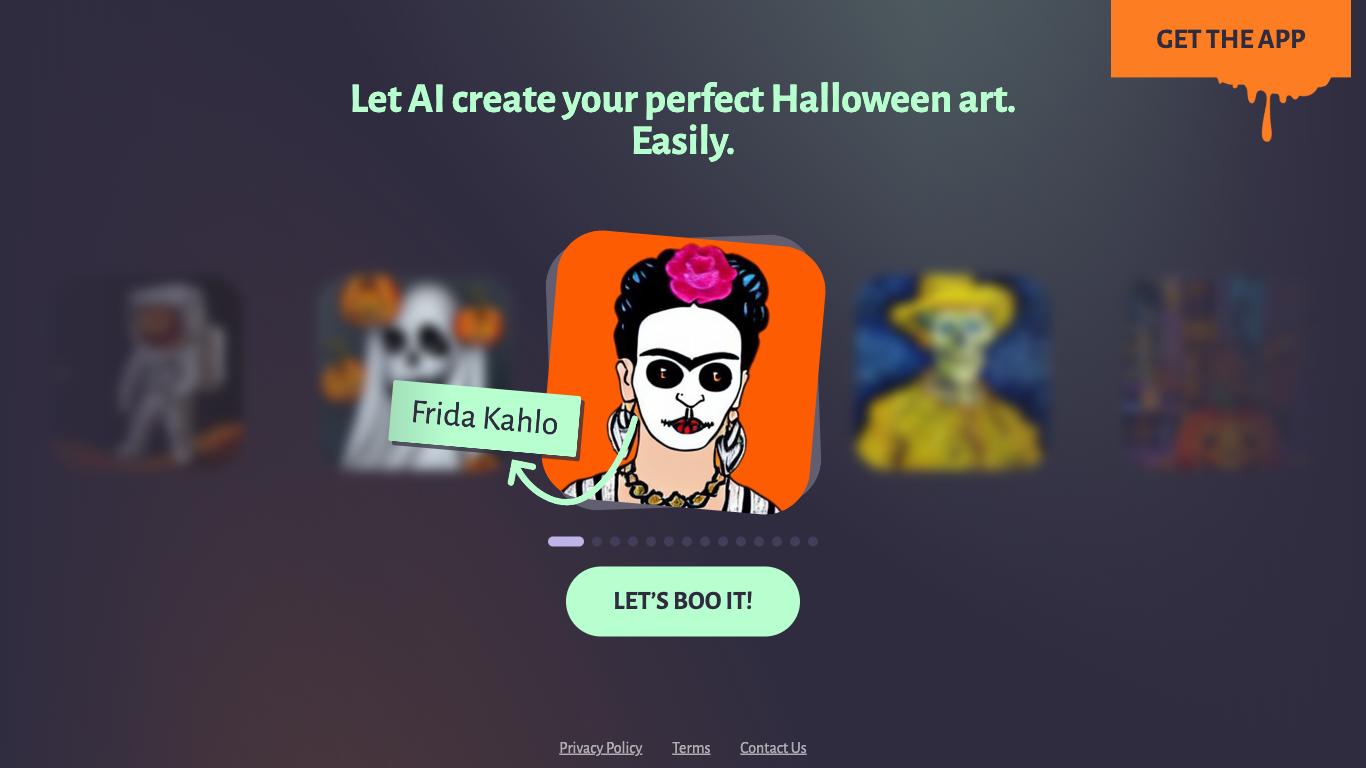 GET THE APP
Let AI create your perfect Halloween art.
Easily.
Frida Kahlo
LET’S BOO IT!
Privacy Policy
Terms
Contact Us